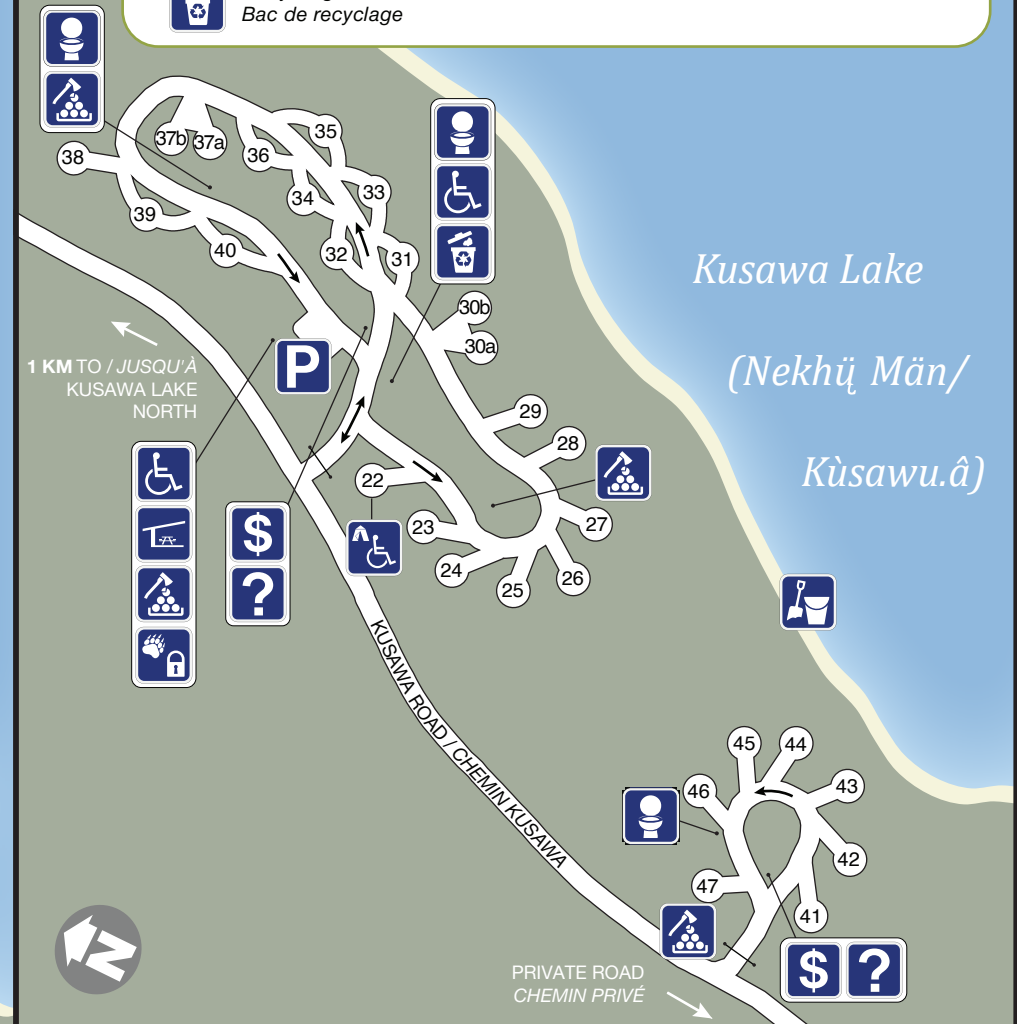 Bac de recyclage
37b
37a
35
36
38
34
33
39
32
31
40
30b
30a
Kusawa Lake
(Nekhų̈ Män/
Kùsawu.â)
1 KM TO / JUSQU'À
KUSAWA LAKE
NORTH
P
29
28
22
23
27
24
25
26
$
?
KUSAWA ROAD / CHEMIN KUSAWA
45
44
46
43
42
47
41
$ ?
PRIVATE ROAD
CHEMIN PRIVÉ
N